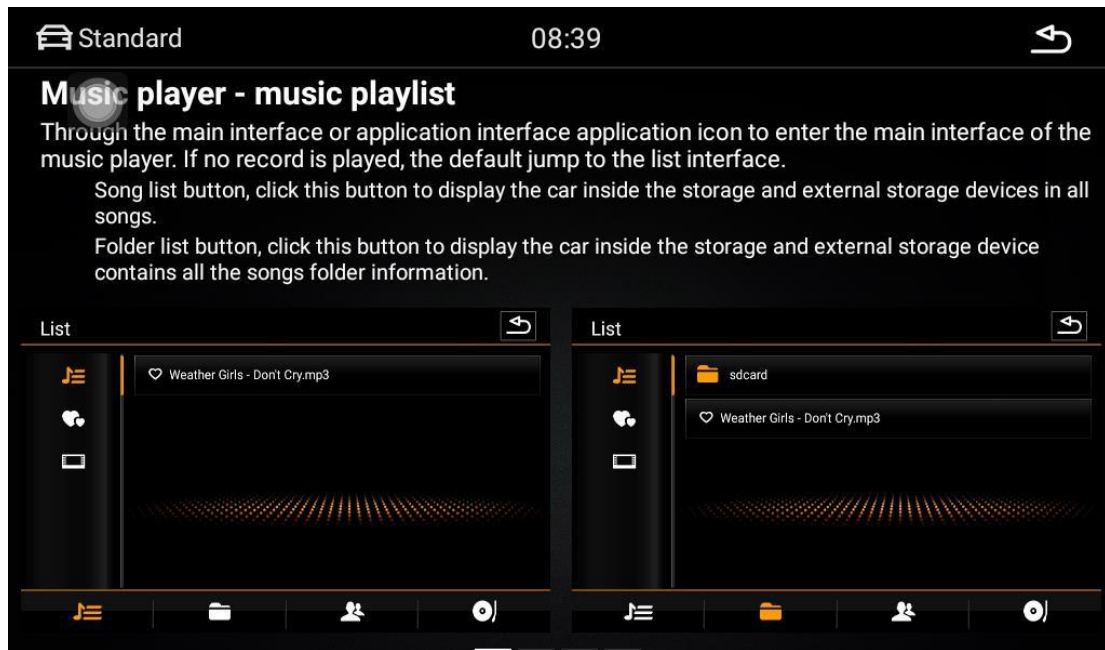 Standard
08:39
Music player - music playlist
Through the main interface or application interface application icon to enter the main interface of the
music player. If no record is played, the default jump to the list interface.
Song list button, click this button to display the car inside the storage and external storage devices in all
songs.
Folder list button, click this button to display the car inside the storage and external storage device
contains all the songs folder information.
List
Weather Girls - Don't Cry.mp3
List
sdcard
Weather Girls - Don't Cry.mp3